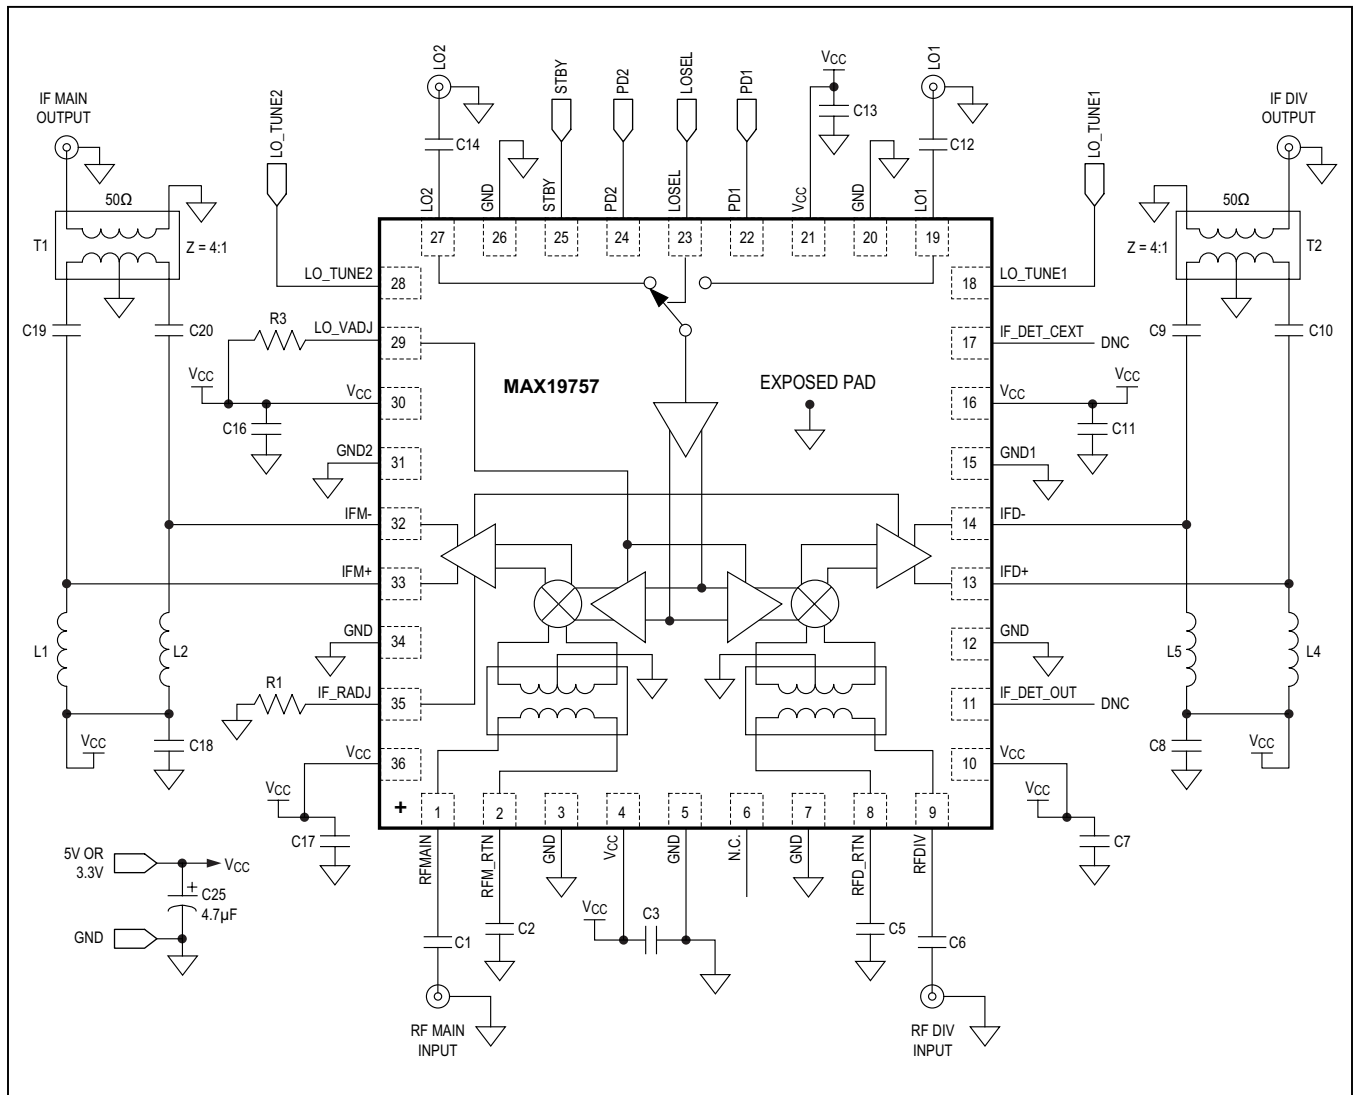 LO2
LO1
STBY
PD2
LOSEL
PD1
VCC
C13
IF MAIN
OUTPUT
LO_TUNE2
C14
C12
LO_TUNE1
IF DIV
OUTPUT
LO2
GND
STBY
PD2
LOSEL
PD1
VCC
GND
LO1
50Ω
T1
Z = 4:1
50Ω
Z = 4:1
T2
27
26
25
24
23
22
21
20
19
LO_TUNE2
28
18
LO_TUNE1
C19
C20
R3
LO_VADJ
29
17
IF_DET_CEXT
DNC
C9
C10
VCC
VCC
30
MAX19757
EXPOSED PAD
16
VCC
VCC
C16
C11
GND2
31
15
GND1
IFM-
32
14
IFD-
IFM+
33
13
IFD+
GND
34
12
GND
L1
L2
L5
L4
R1
IF_RADJ
35
11
IF_DET_OUT
DNC
VCC
C18
C8
VCC
VCC
36
10
VCC
VCC
VCC
+
1
2
3
4
5
6
7
8
9
C17
C7
RFMAIN
RFM_RTN
GND
VCC
GND
N.C.
GND
RFD_RTN
RFDIV
5V OR
3.3V
VCC
+
C25
4.7µF
GND
C1
C2
VCC
C3
C5
C6
RF MAIN
INPUT
RF DIV
INPUT